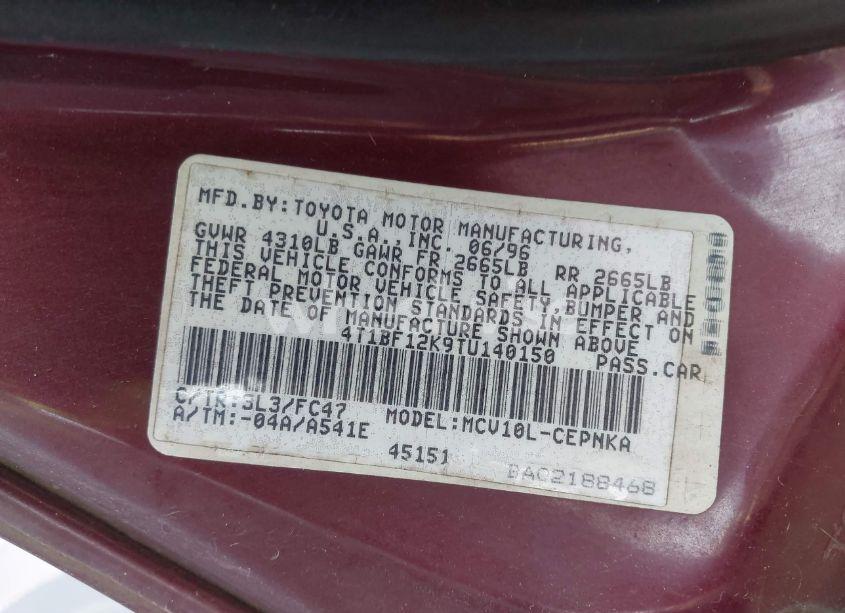 MFD.BY:TOYOTA MOTOR MANUFACTURING,
U.S.A.,INC. 06/96
GVWR 4310LB GAWR FR 2665LB RR 2665LB
THIS VEHICLE CONFORMS TO ALL APPLICABLE
FEDERAL MOTOR VEHICLE SAFETY,BUMPER AND
THEFT PREVENTION STANDARDS IN EFFECT ON
THE DATE OF MANUFACTURE SHOWN ABOVE
4T1BF12K9TU140150 PASS.CAR
C/TR:3L3/FC47 MODEL:MCV10L-CEPNKA
A/TM:-04A/A541E
45151
BAC2188468